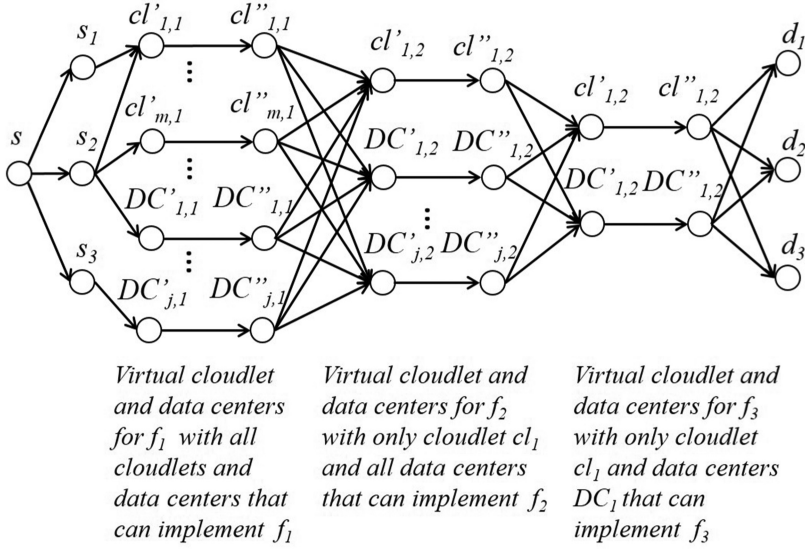 s
s1
s2
s3
cl'1,1
cl"1,1
cl'm,1
cl"m,1
DC'1,1
DC"1,1
DC'j,1
DC"j,1
cl'1,2
cl"1,2
DC'1,2
DC"1,2
DC'j,2
DC"j,2
cl'1,2
cl"1,2
DC'1,2
DC"1,2
d1
d2
d3
Virtual cloudlet
and data centers
for f1 with all
cloudlets and
data centers that
can implement f1
Virtual cloudlet and
data centers for f2
with only cloudlet cl1
and all data centers
that can implement f2
Virtual cloudlet and
data centers for f3
with only cloudlet
cl1 and data centers
DC1 that can
implement f3